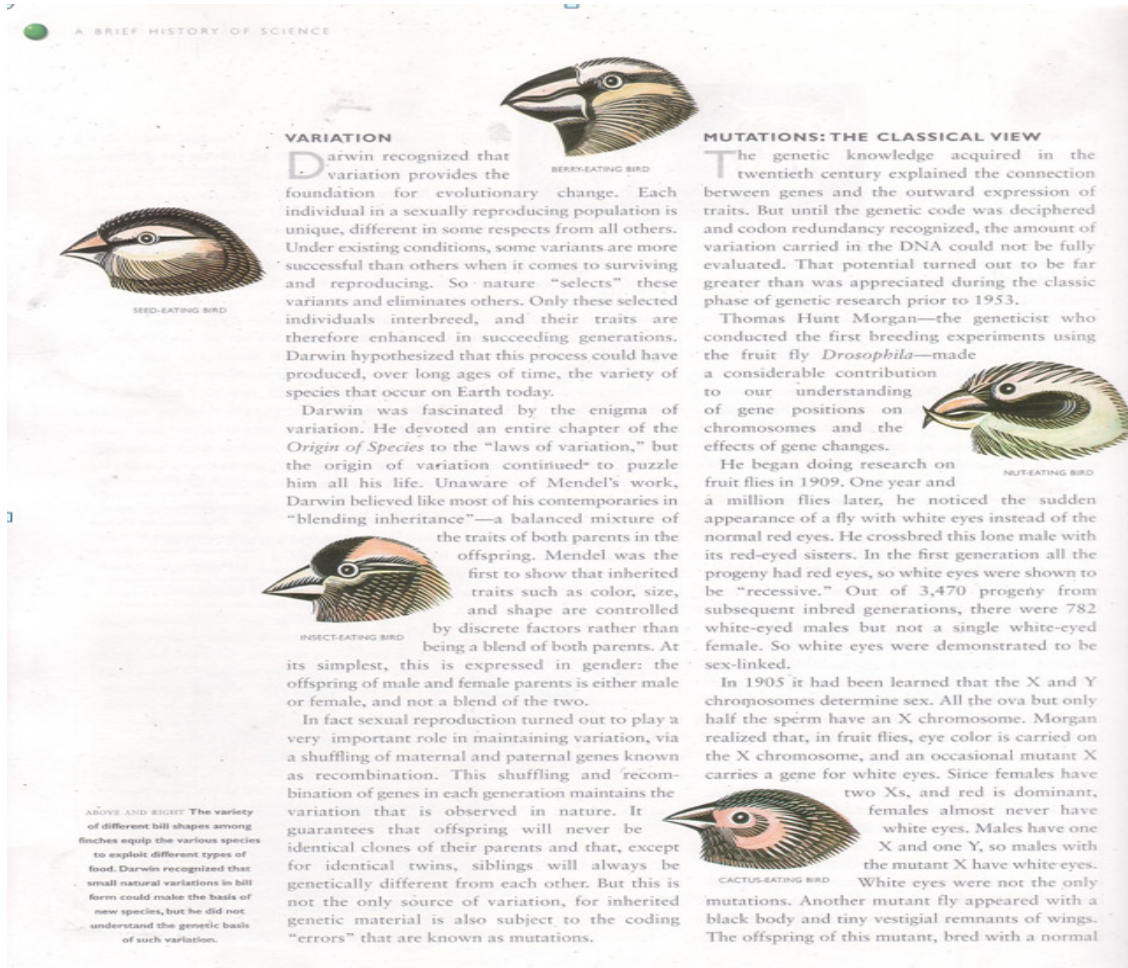 A BRIEF HISTORY OF SCIENCE
BERRY-EATING BIRD
SEED-EATING BIRD
VARIATION
Darwin recognized that
variation provides the
foundation for evolutionary change. Each
individual in a sexually reproducing population is
unique, different in some respects from all others.
Under existing conditions, some variants are more
successful than others when it comes to surviving
and reproducing. So nature "selects" these
variants and eliminates others. Only these selected
individuals interbreed, and their traits are
therefore enhanced in succeeding generations.
Darwin hypothesized that this process could have
produced, over long ages of time, the variety of
species that occur on Earth today.
Darwin was fascinated by the enigma of
variation. He devoted an entire chapter of the
Origin of Species to the "laws of variation," but
the origin of variation continued to puzzle
him all his life. Unaware of Mendel's work,
Darwin believed like most of his contemporaries in
"blending inheritance"—a balanced mixture of
the traits of both parents in the
offspring. Mendel was the
first to show that inherited
traits such as color, size,
and shape are controlled
by discrete factors rather than
being a blend of both parents. At
its simplest, this is expressed in gender: the
offspring of male and female parents is either male
or female, and not a blend of the two.
In fact sexual reproduction turned out to play a
very important role in maintaining variation, via
a shuffling of maternal and paternal genes known
as recombination. This shuffling and recom-
bination of genes in each generation maintains the
variation that is observed in nature. It
guarantees that offspring will never be
identical clones of their parents and that, except
for identical twins, siblings will always be
genetically different from each other. But this is
not the only source of variation, for inherited
genetic material is also subject to the coding
"errors" that are known as mutations.
INSECT-EATING BIRD
ABOVE AND RIGHT The variety
of different bill shapes among
finches equip the various species
to exploit different types of
food. Darwin recognized that
small natural variations in bill
form could make the basis of
new species, but he did not
understand the genetic basis
of such variation.
MUTATIONS: THE CLASSICAL VIEW
The genetic knowledge acquired in the
twentieth century explained the connection
between genes and the outward expression of
traits. But until the genetic code was deciphered
and codon redundancy recognized, the amount of
variation carried in the DNA could not be fully
evaluated. That potential turned out to be far
greater than was appreciated during the classic
phase of genetic research prior to 1953.
Thomas Hunt Morgan—the geneticist who
conducted the first breeding experiments using
the fruit fly Drosophila—made
a considerable contribution
to our understanding
of gene positions on
chromosomes and the
effects of gene changes.
He began doing research on
fruit flies in 1909. One year and
a million flies later, he noticed the sudden
appearance of a fly with white eyes instead of the
normal red eyes. He crossbred this lone male with
its red-eyed sisters. In the first generation all the
progeny had red eyes, so white eyes were shown to
be "recessive." Out of 3,470 progeny from
subsequent inbred generations, there were 782
white-eyed males but not a single white-eyed
female. So white eyes were demonstrated to be
sex-linked.
In 1905 it had been learned that the X and Y
chromosomes determine sex. All the ova but only
half the sperm have an X chromosome. Morgan
realized that, in fruit flies, eye color is carried on
the X chromosome, and an occasional mutant X
carries a gene for white eyes. Since females have
two Xs, and red is dominant,
females almost never have
white eyes. Males have one
X and one Y, so males with
the mutant X have white eyes.
White eyes were not the only
mutations. Another mutant fly appeared with a
black body and tiny vestigial remnants of wings.
The offspring of this mutant, bred with a normal
NUT-EATING BIRD
CACTUS-EATING BIRD